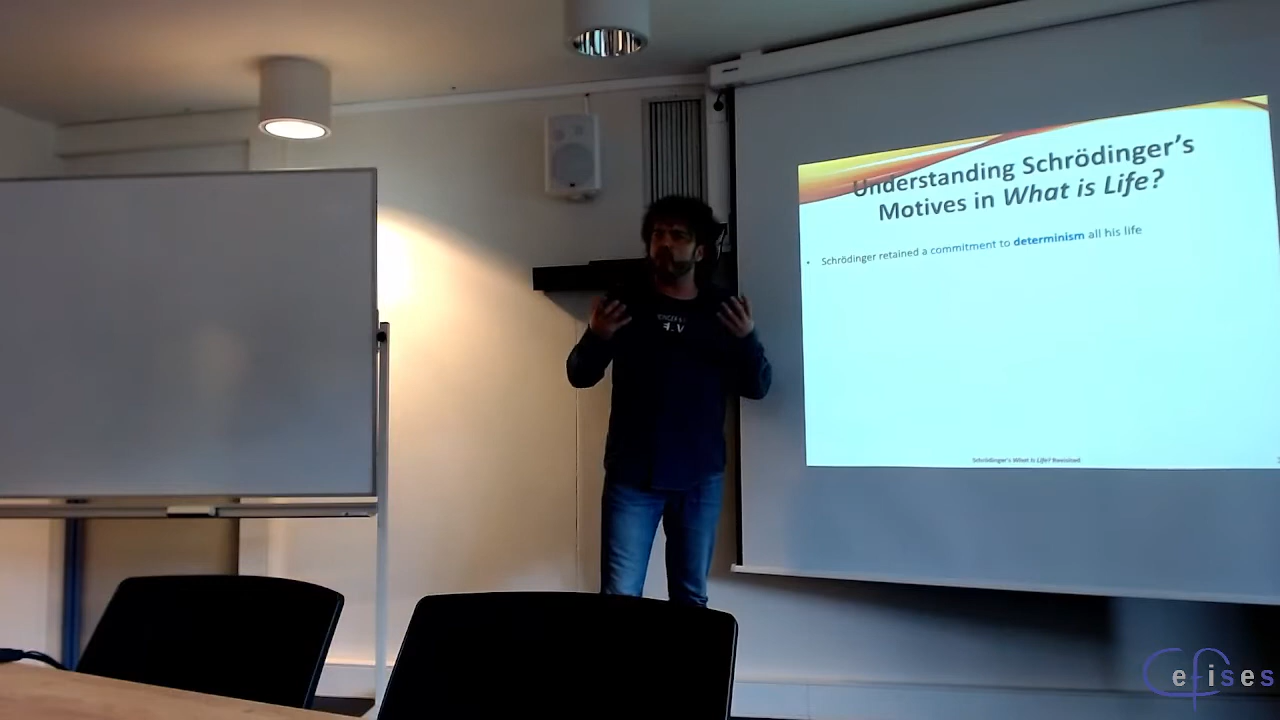 Understanding Schrödinger's
Motives in What is Life?
• Schrödinger retained a commitment to determinism all his life
Schrödinger's What Is Life? Revisited
Cefises